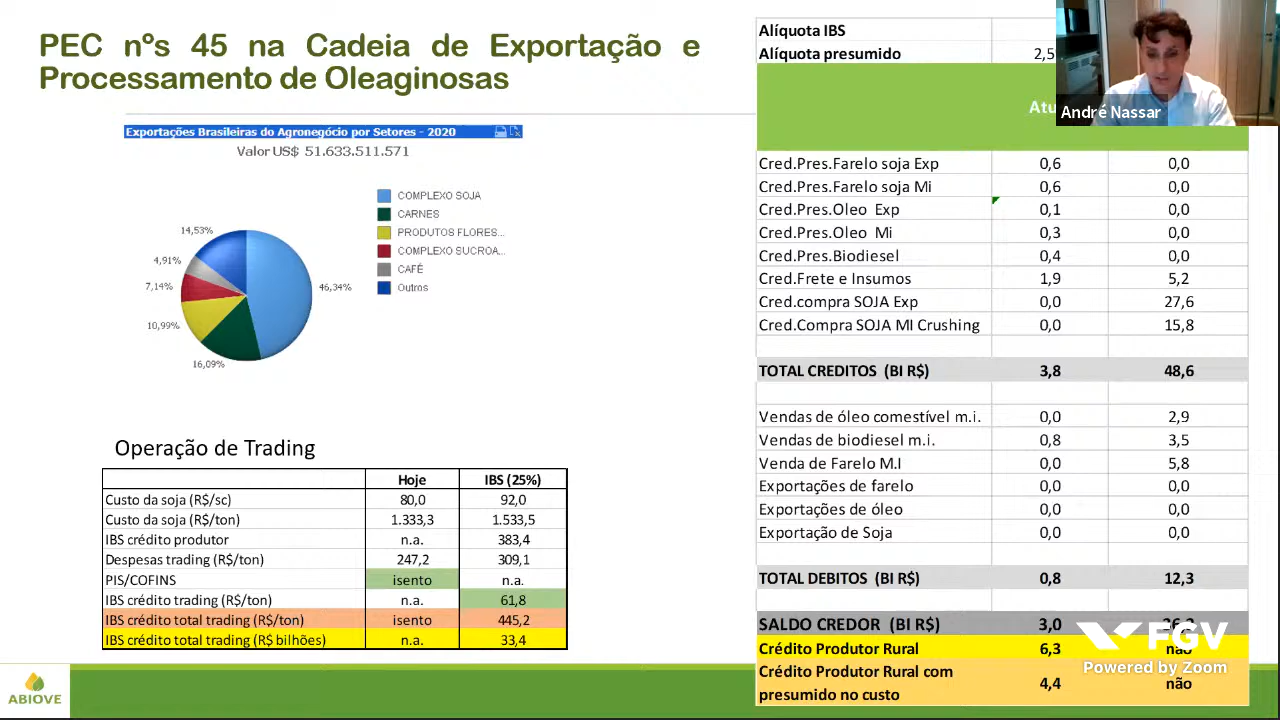 PEC nºs 45 na Cadeia de Exportação e
Processamento de Oleaginosas
Exportações Brasileiras do Agronegócio por Setores - 2020
Valor US$ 51.633.511.571
COMPLEXO SOJA
CARNES
PRODUTOS FLORES...
COMPLEXO SUCROA...
CAFÉ
Outros
14,53%
4,91%
7,14%
10,99%
16,09%
46,34%
Operação de Trading
Hoje IBS (25%)
Custo da soja (R$/sc) 80,0 92,0
Custo da soja (R$/ton) 1.333,3 1.533,5
IBS crédito produtor n.a. 383,4
Despesas trading (R$/ton) 247,2 309,1
PIS/COFINS isento n.a.
IBS crédito trading (R$/ton) n.a. 61,8
IBS crédito total trading (R$/ton) isento 445,2
IBS crédito total trading (R$ bilhões) n.a. 33,4
ABIOVE
Alíquota IBS
Alíquota presumido 2,5
Atu
André Nassar
Cred.Pres.Farelo soja Exp 0,6 0,0
Cred.Pres.Farelo soja Mi 0,6 0,0
Cred.Pres.Oleo Exp 0,1 0,0
Cred.Pres.Oleo Mi 0,3 0,0
Cred.Pres.Biodiesel 0,4 0,0
Cred.Frete e Insumos 1,9 5,2
Cred.compra SOJA Exp 0,0 27,6
Cred.Compra SOJA MI Crushing 0,0 15,8
TOTAL CREDITOS (BI R$) 3,8 48,6
Vendas de óleo comestível m.i. 0,0 2,9
Vendas de biodiesel m.i. 0,8 3,5
Venda de Farelo M.I 0,0 5,8
Exportações de farelo 0,0 0,0
Exportações de óleo 0,0 0,0
Exportação de Soja 0,0 0,0
TOTAL DEBITOS (BI R$) 0,8 12,3
SALDO CREDOR (BI R$) 3,0
Crédito Produtor Rural 6,3 não
Crédito Produtor Rural com
presumido no custo 4,4 não
FGV
Powered by Zoom